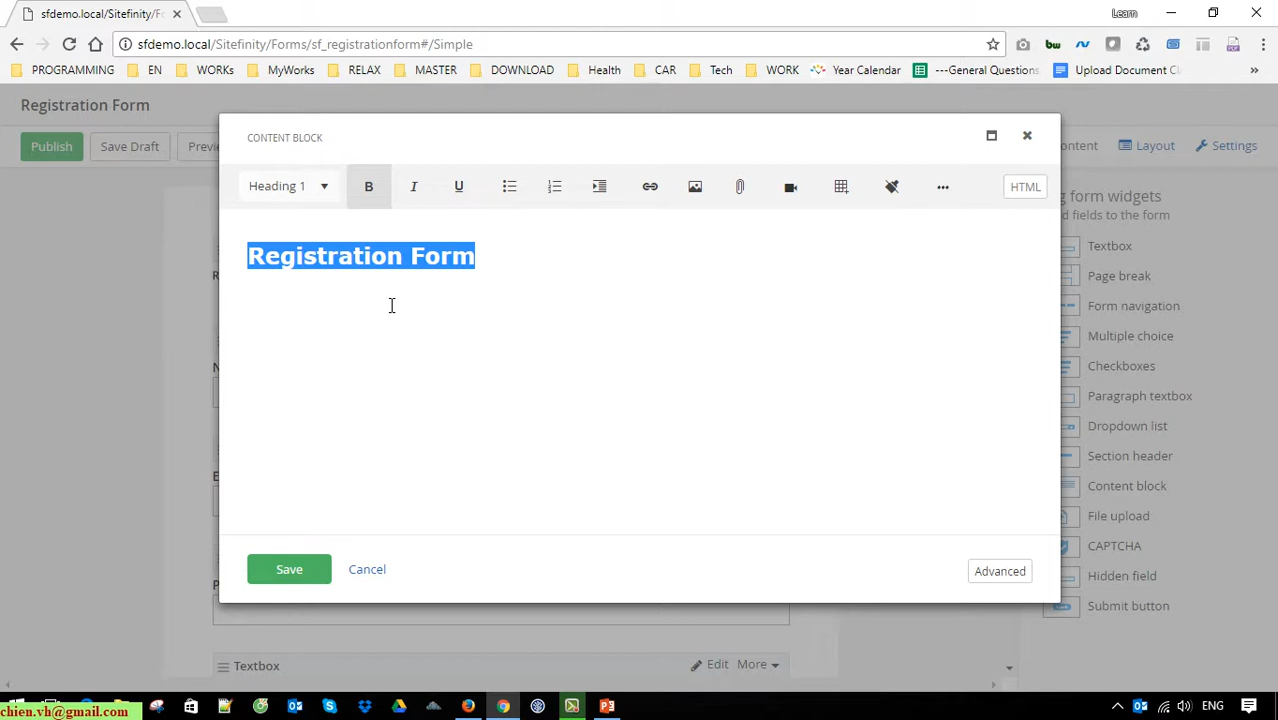 sfdemo.local/Sitefinity/Fo
Learn
sfdemo.local/Sitefinity/Forms/sf_registrationform#/Simple
PROGRAMMING EN WORKs MyWorks RELAX MASTER DOWNLOAD Health CAR Tech WORK Year Calendar ---General Questions Upload Document Cl
Registration Form
Publish Save Draft Previe
Layout Settings
CONTENT BLOCK
Heading 1 B I U HTML
Registration Form
form widgets
fields to the form
Textbox
Page break
Form navigation
Multiple choice
Checkboxes
Paragraph textbox
Dropdown list
Section header
Content block
File upload
CAPTCHA
Hidden field
Submit button
Save Cancel Advanced
Textbox Edit More
chien.vh@gmail.com
ENG